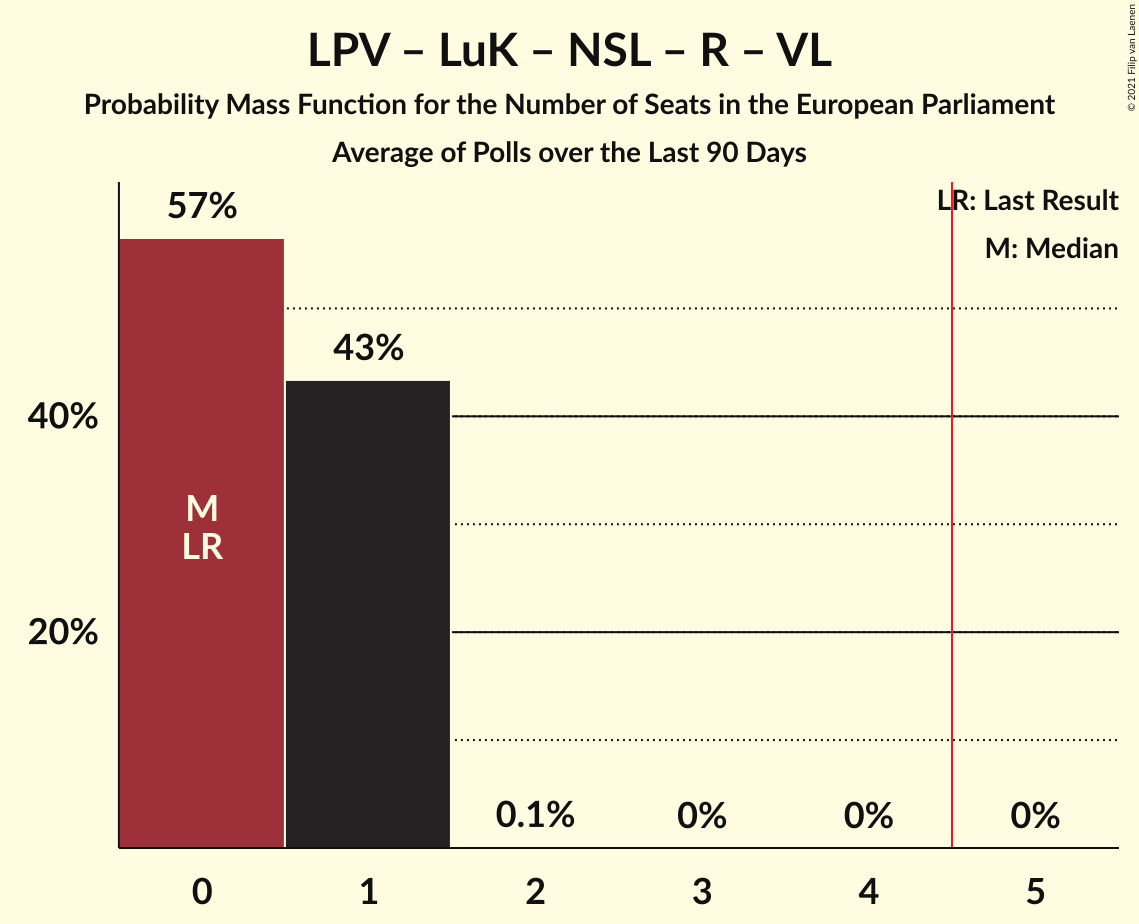 LPV – LuK – NSL – R – VL
Probability Mass Function for the Number of Seats in the European Parliament
Average of Polls over the Last 90 Days
© 2021 Filip van Laenen
LR: Last Result
M: Median
57%
43%
40%
M
LR
20%
0.1% 0% 0% 0%
0 1 2 3 4 5